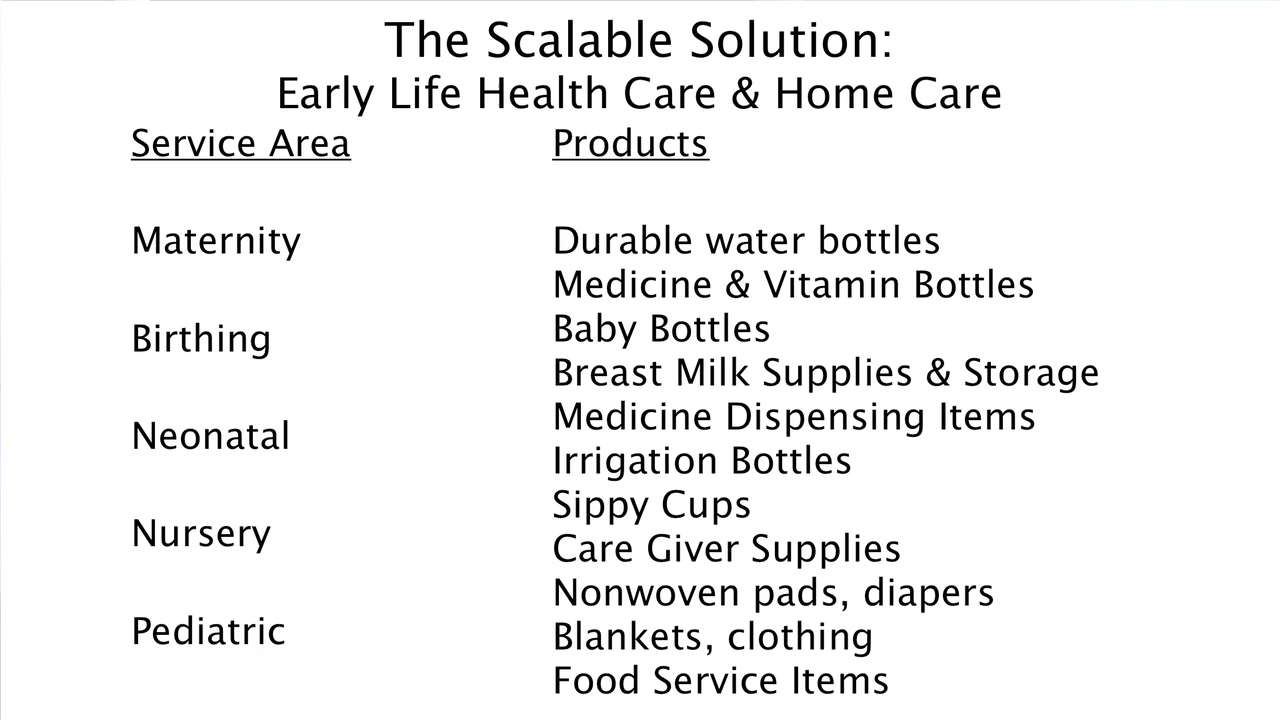 The Scalable Solution:
Early Life Health Care & Home Care
Service Area
Maternity
Birthing
Neonatal
Nursery
Pediatric
Products
Durable water bottles
Medicine & Vitamin Bottles
Baby Bottles
Breast Milk Supplies & Storage
Medicine Dispensing Items
Irrigation Bottles
Sippy Cups
Care Giver Supplies
Nonwoven pads, diapers
Blankets, clothing
Food Service Items